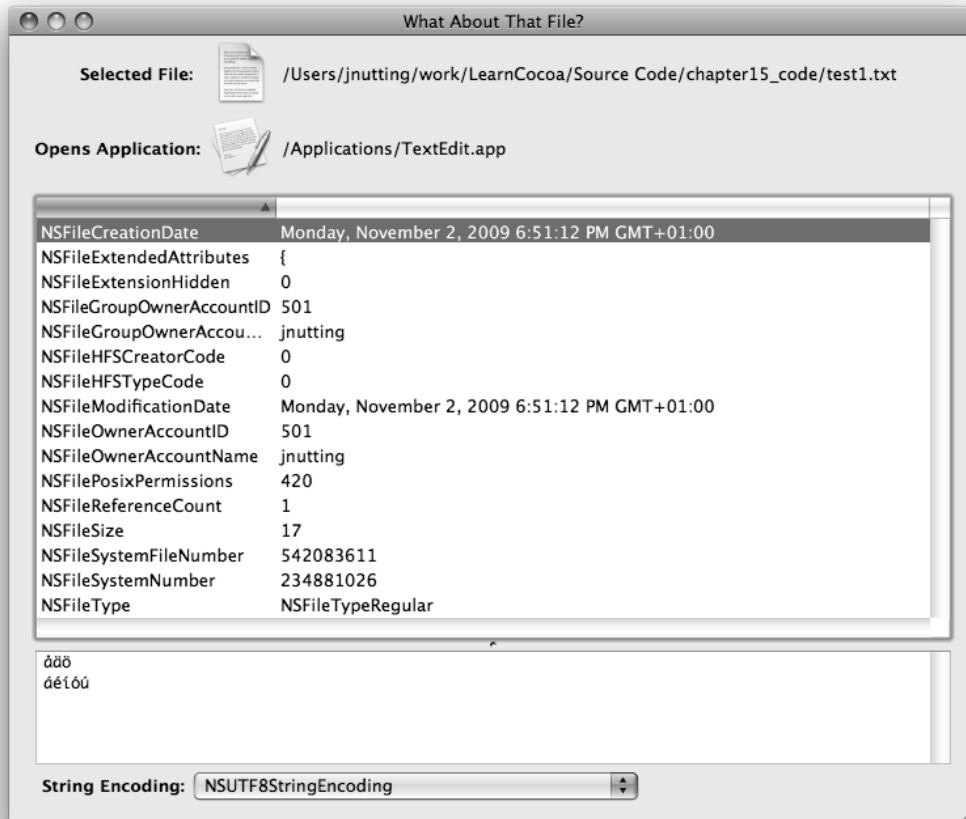 What About That File?
Selected File: /Users/jnutting/work/LearnCocoa/Source Code/chapter15_code/test1.txt
Opens Application: /Applications/TextEdit.app
NSFileCreationDate Monday, November 2, 2009 6:51:12 PM GMT+01:00
NSFileExtendedAttributes {
NSFileExtensionHidden 0
NSFileGroupOwnerAccountID 501
NSFileGroupOwnerAccou... jnutting
NSFileHFSCreatorCode 0
NSFileHFSTypeCode 0
NSFileModificationDate Monday, November 2, 2009 6:51:12 PM GMT+01:00
NSFileOwnerAccountID 501
NSFileOwnerAccountName jnutting
NSFilePosixPermissions 420
NSFileReferenceCount 1
NSFileSize 17
NSFileSystemFileNumber 542083611
NSFileSystemNumber 234881026
NSFileType NSFileTypeRegular
åäö
áéíóú
String Encoding: NSUTF8StringEncoding